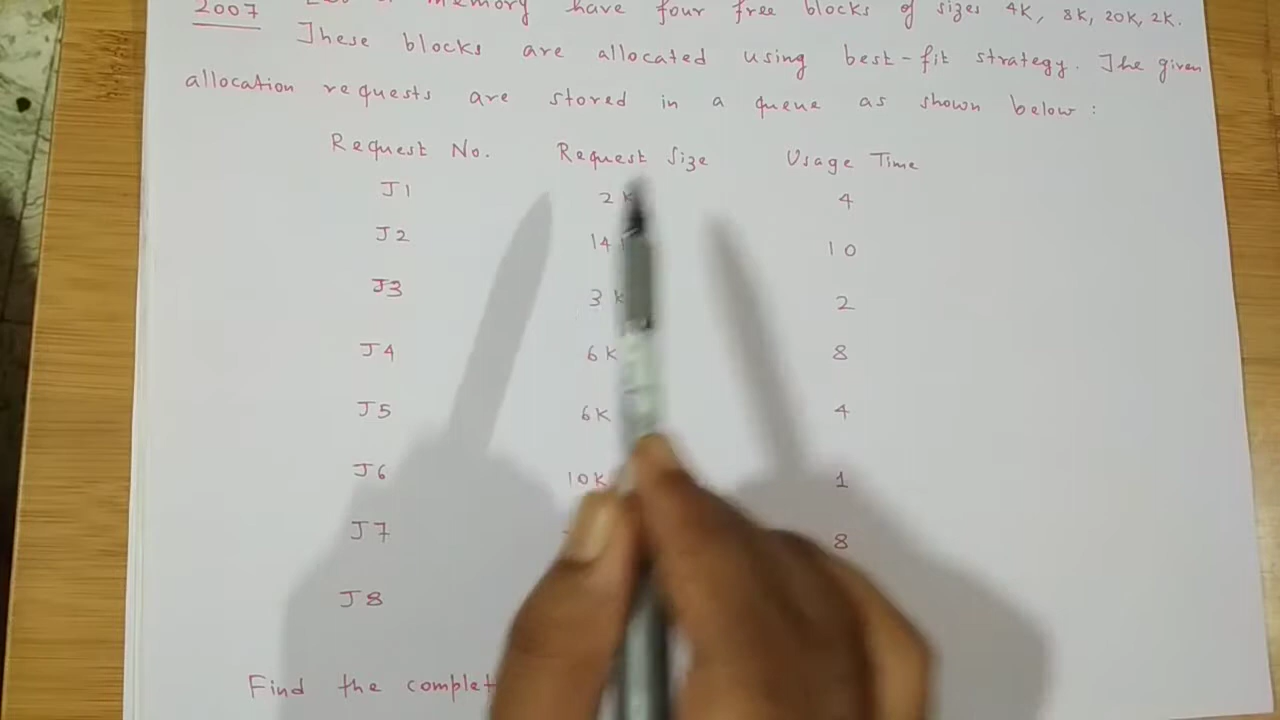 2007 memory have four free blocks of sizes 4K, 8K, 20K, 2K.
These blocks are allocated using best-fit strategy. The given
allocation requests are stored in a queue as shown below :
Request No. Request Size Usage Time
J1 2K 4
J2 14 10
J3 3K 2
J4 6K 8
J5 6K 4
J6 10K 1
J7 8
J8
Find the complet